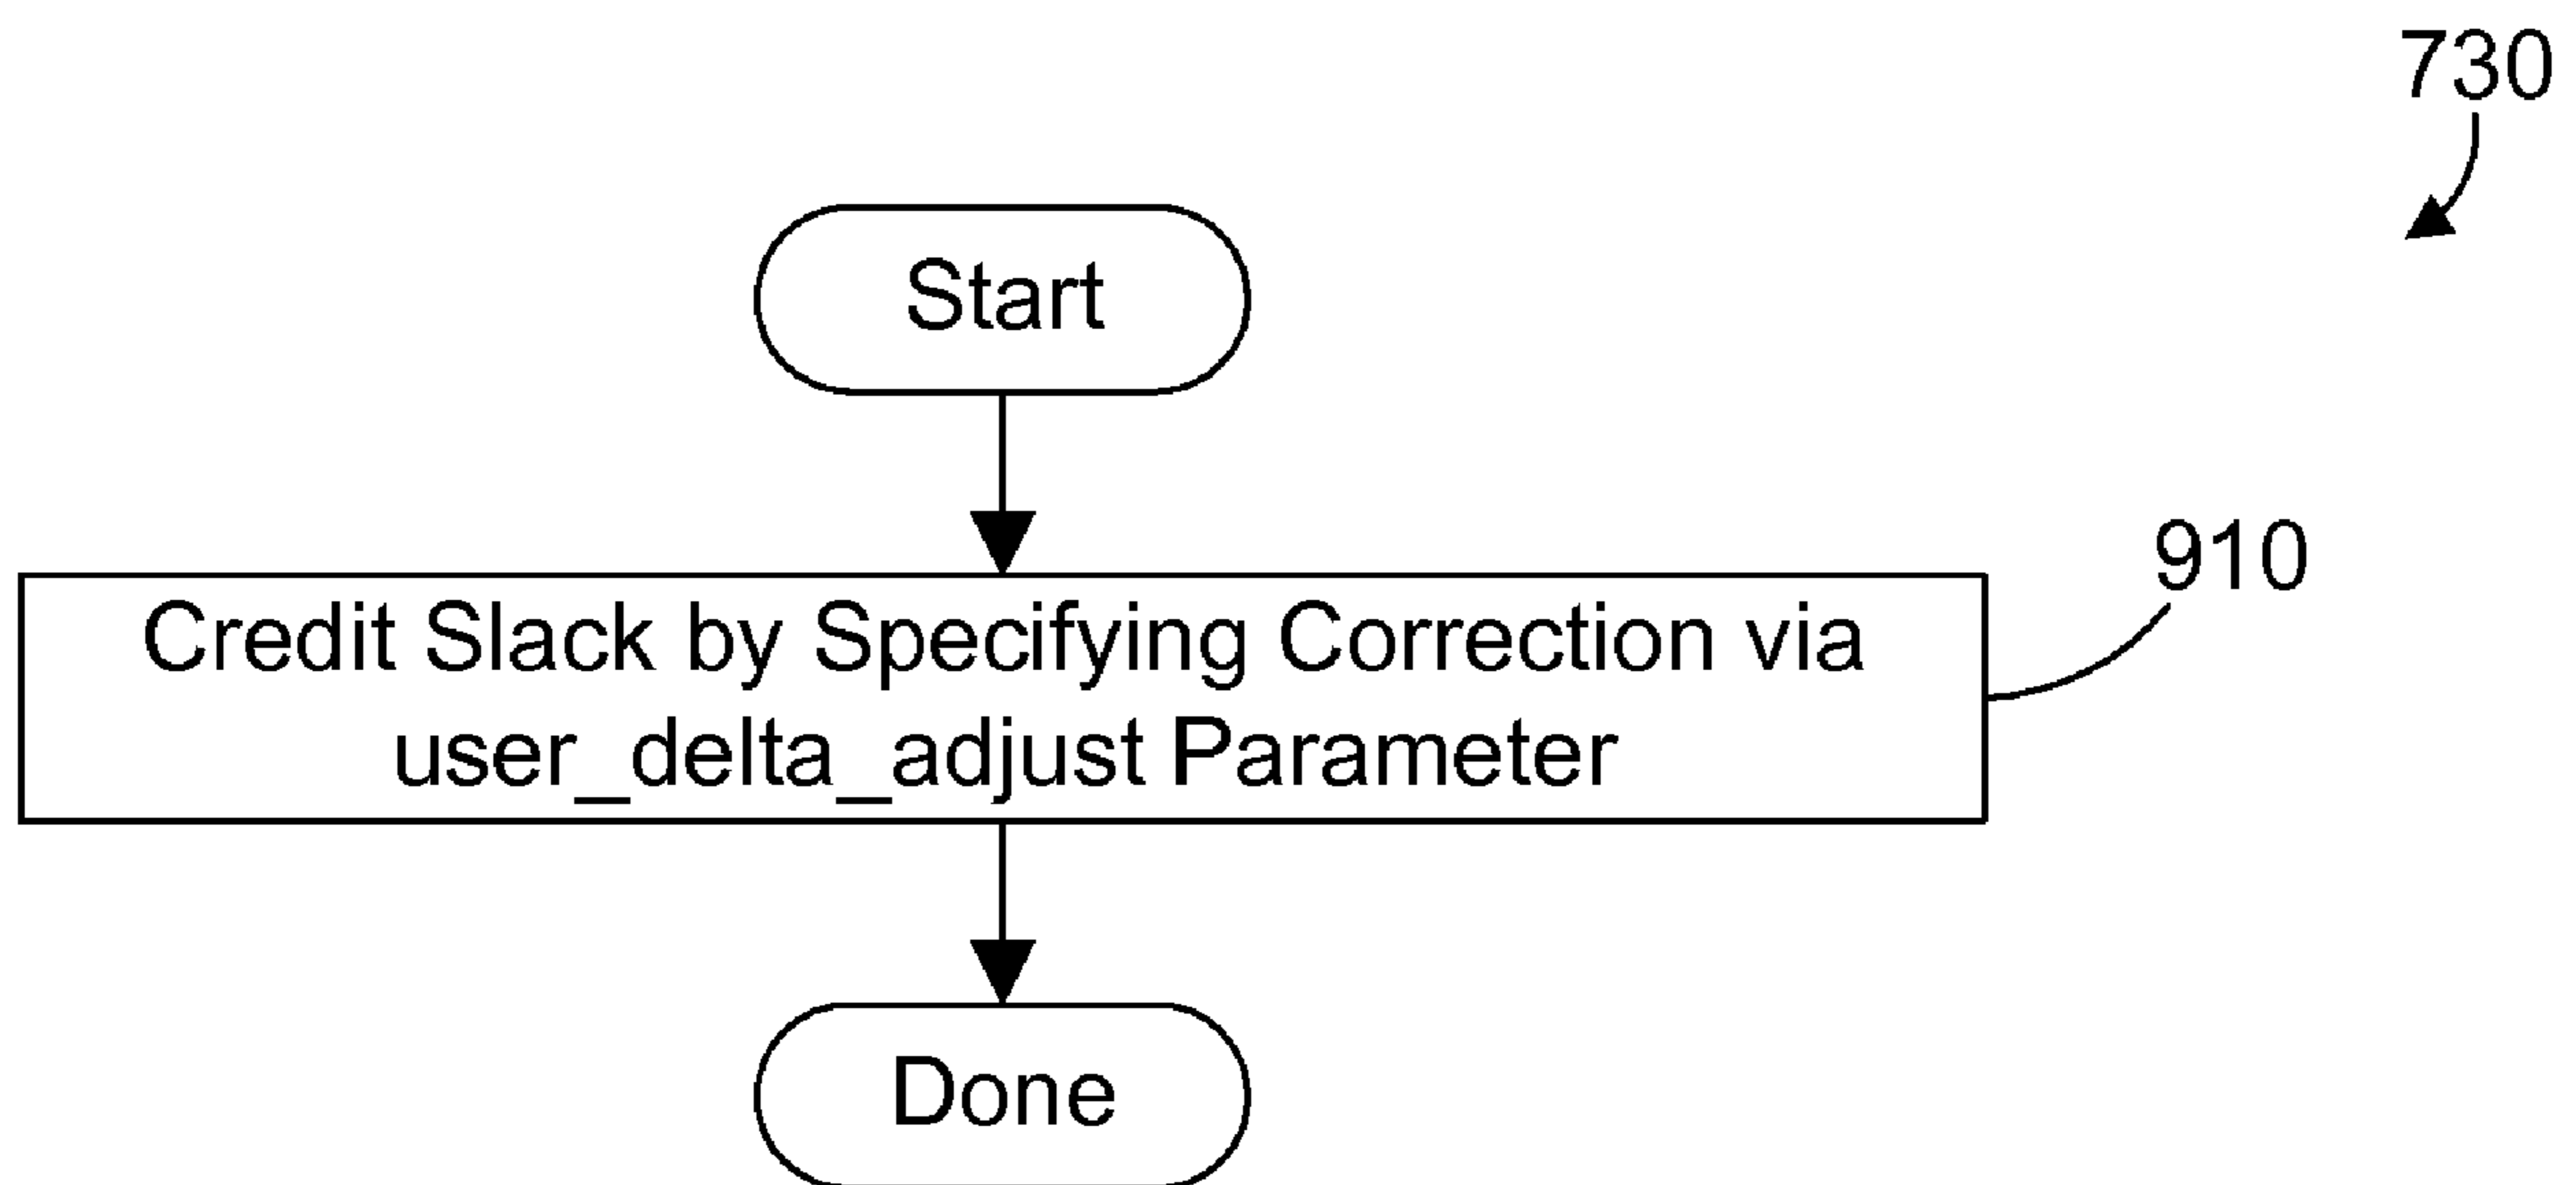 730
Start
910
Credit Slack by Specifying Correction via
user_delta_adjust Parameter
Done